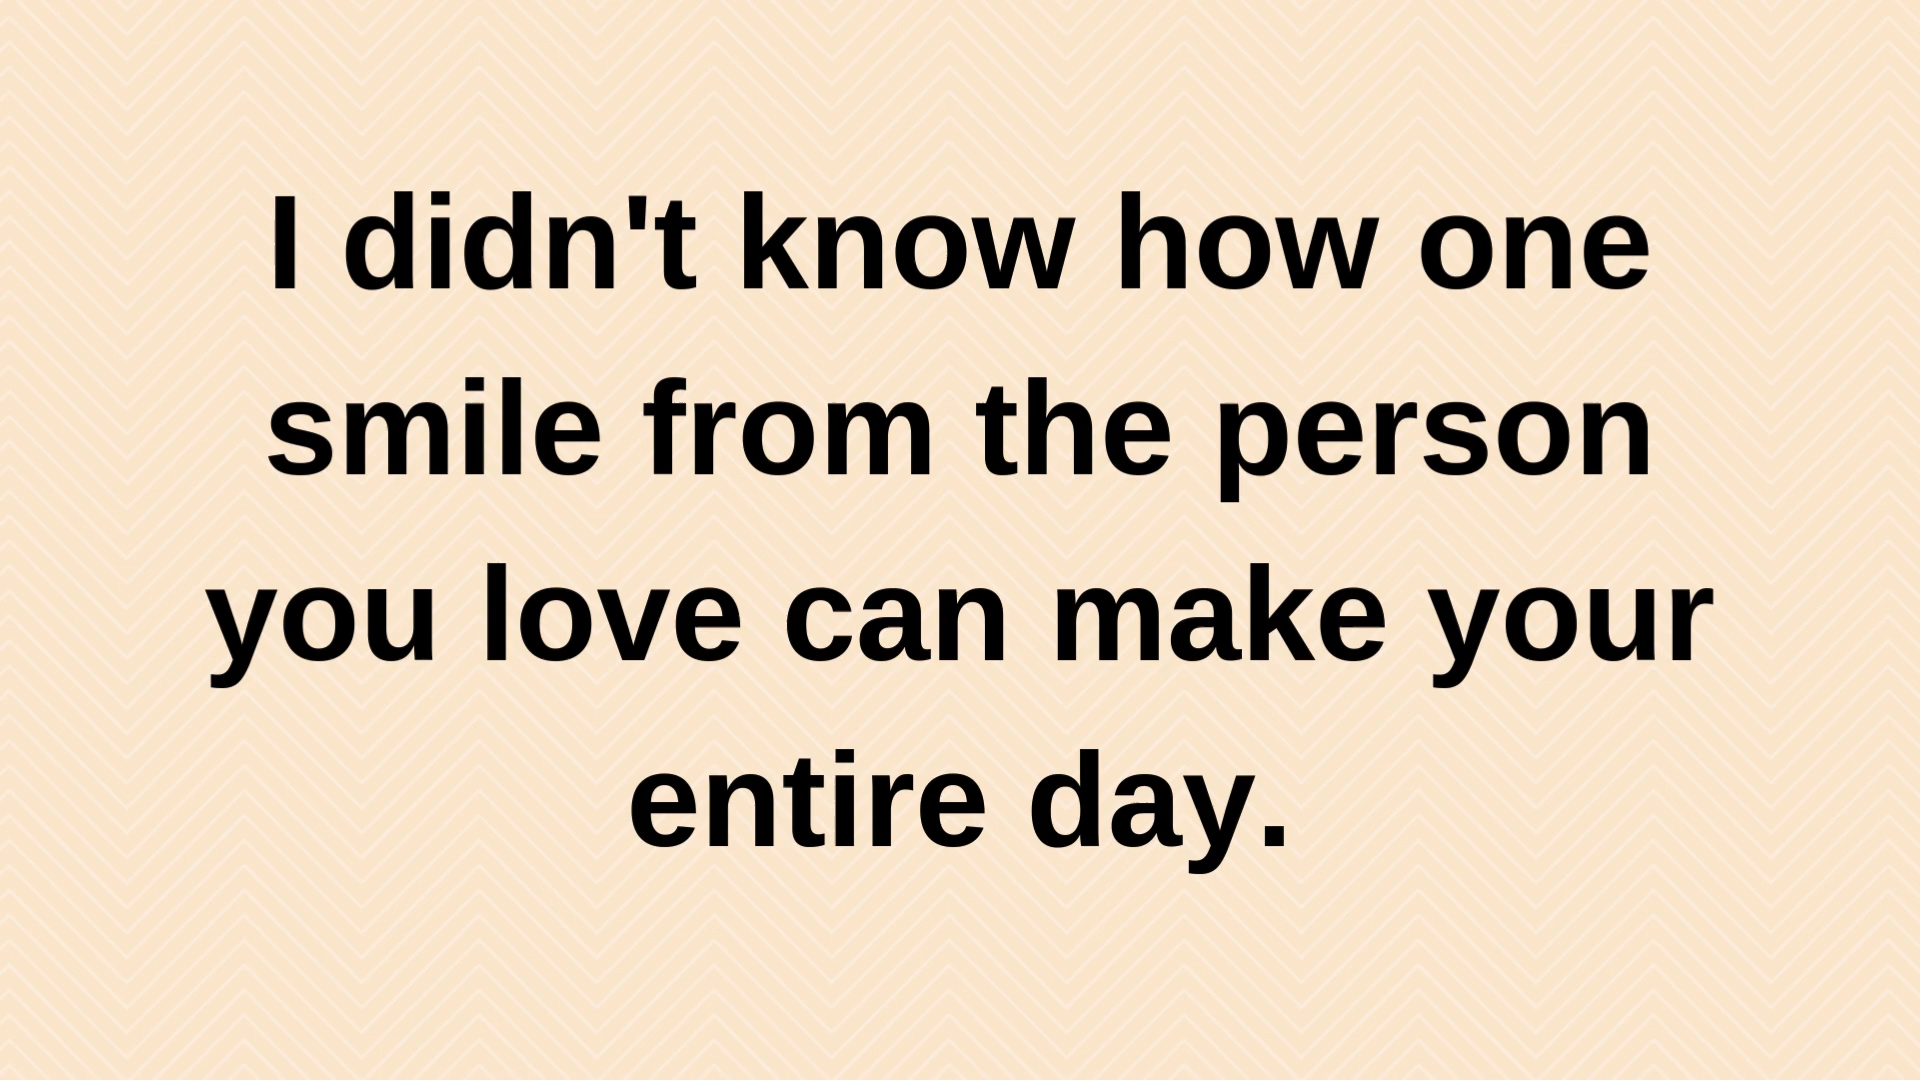 I didn't know how one
smile from the person
you love can make your
entire day.